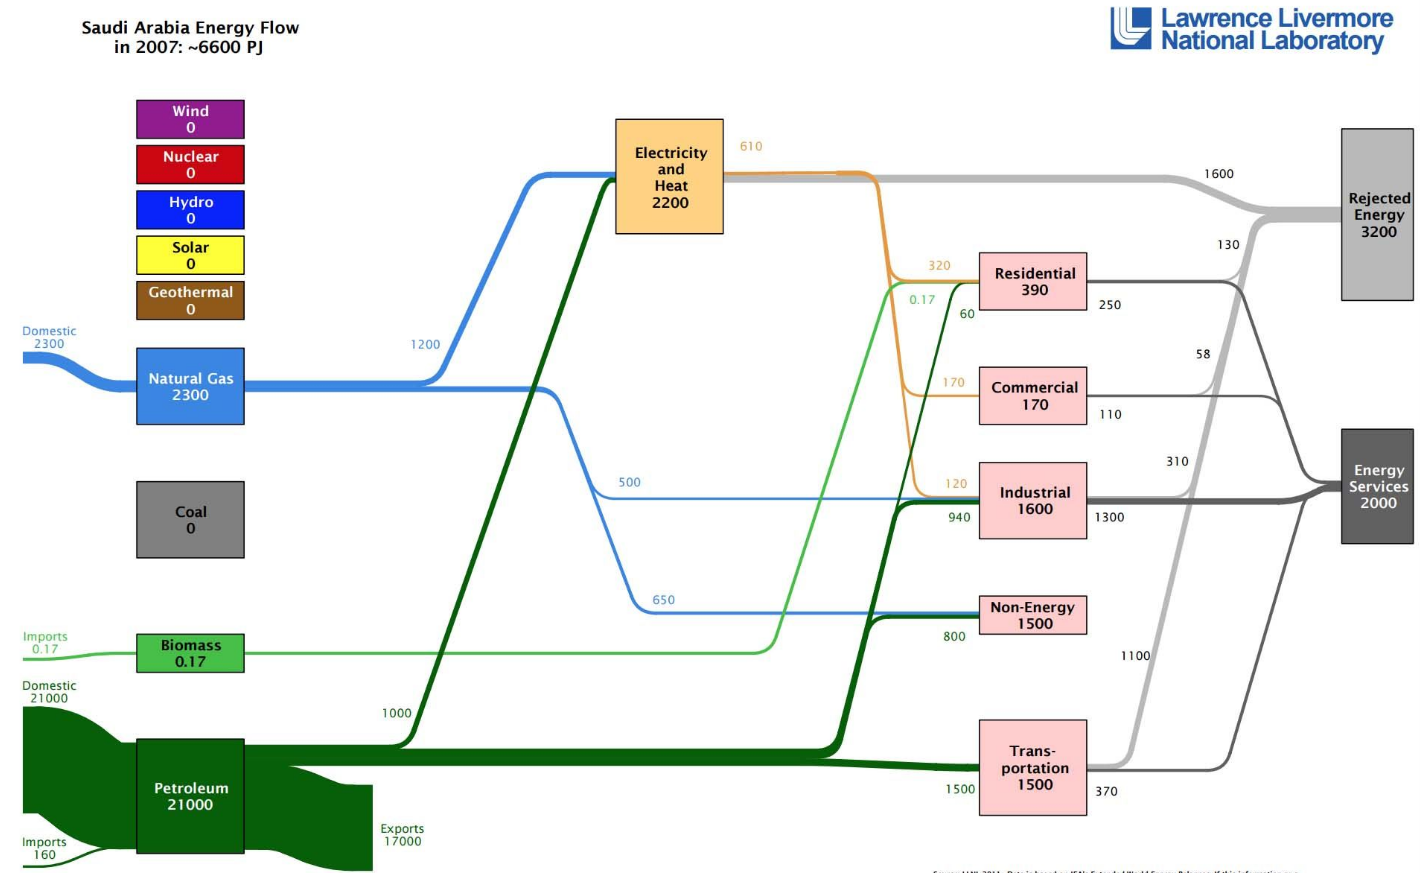 Saudi Arabia Energy Flow
in 2007: ~6600 PJ
Lawrence Livermore
National Laboratory
Wind
0
Nuclear
0
Hydro
0
Solar
0
Geothermal
0
Domestic
2300
Natural Gas
2300
Coal
0
Imports
0.17
Biomass
0.17
Domestic
21000
Petroleum
21000
Imports
160
Exports
17000
1200
1000
500
650
Electricity
and
Heat
2200
610
320
0.17
60
170
120
940
800
1500
Residential
390
Commercial
170
Industrial
1600
Non-Energy
1500
Trans-
portation
1500
1600
130
250
58
110
310
1300
1100
370
Rejected
Energy
3200
Energy
Services
2000